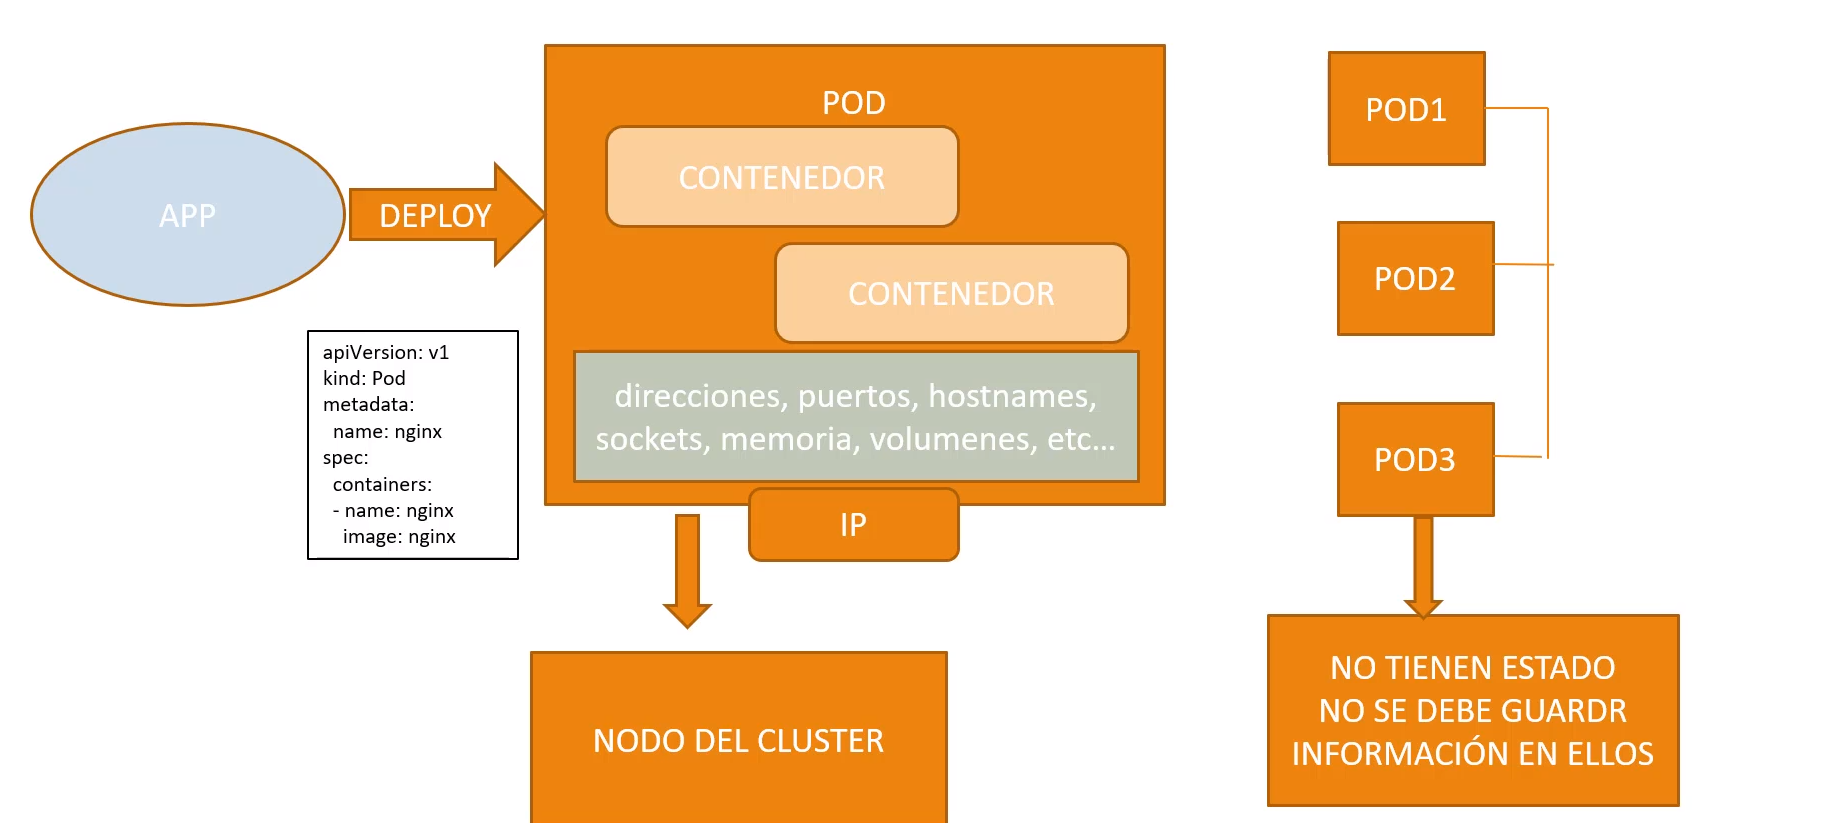 APP
DEPLOY
apiVersion: v1
kind: Pod
metadata:
  name: nginx
spec:
  containers:
  - name: nginx
    image: nginx
POD
CONTENEDOR
CONTENEDOR
direcciones, puertos, hostnames,
sockets, memoria, volumenes, etc...
IP
NODO DEL CLUSTER
POD1
POD2
POD3
NO TIENEN ESTADO
NO SE DEBE GUARDR
INFORMACIÓN EN ELLOS